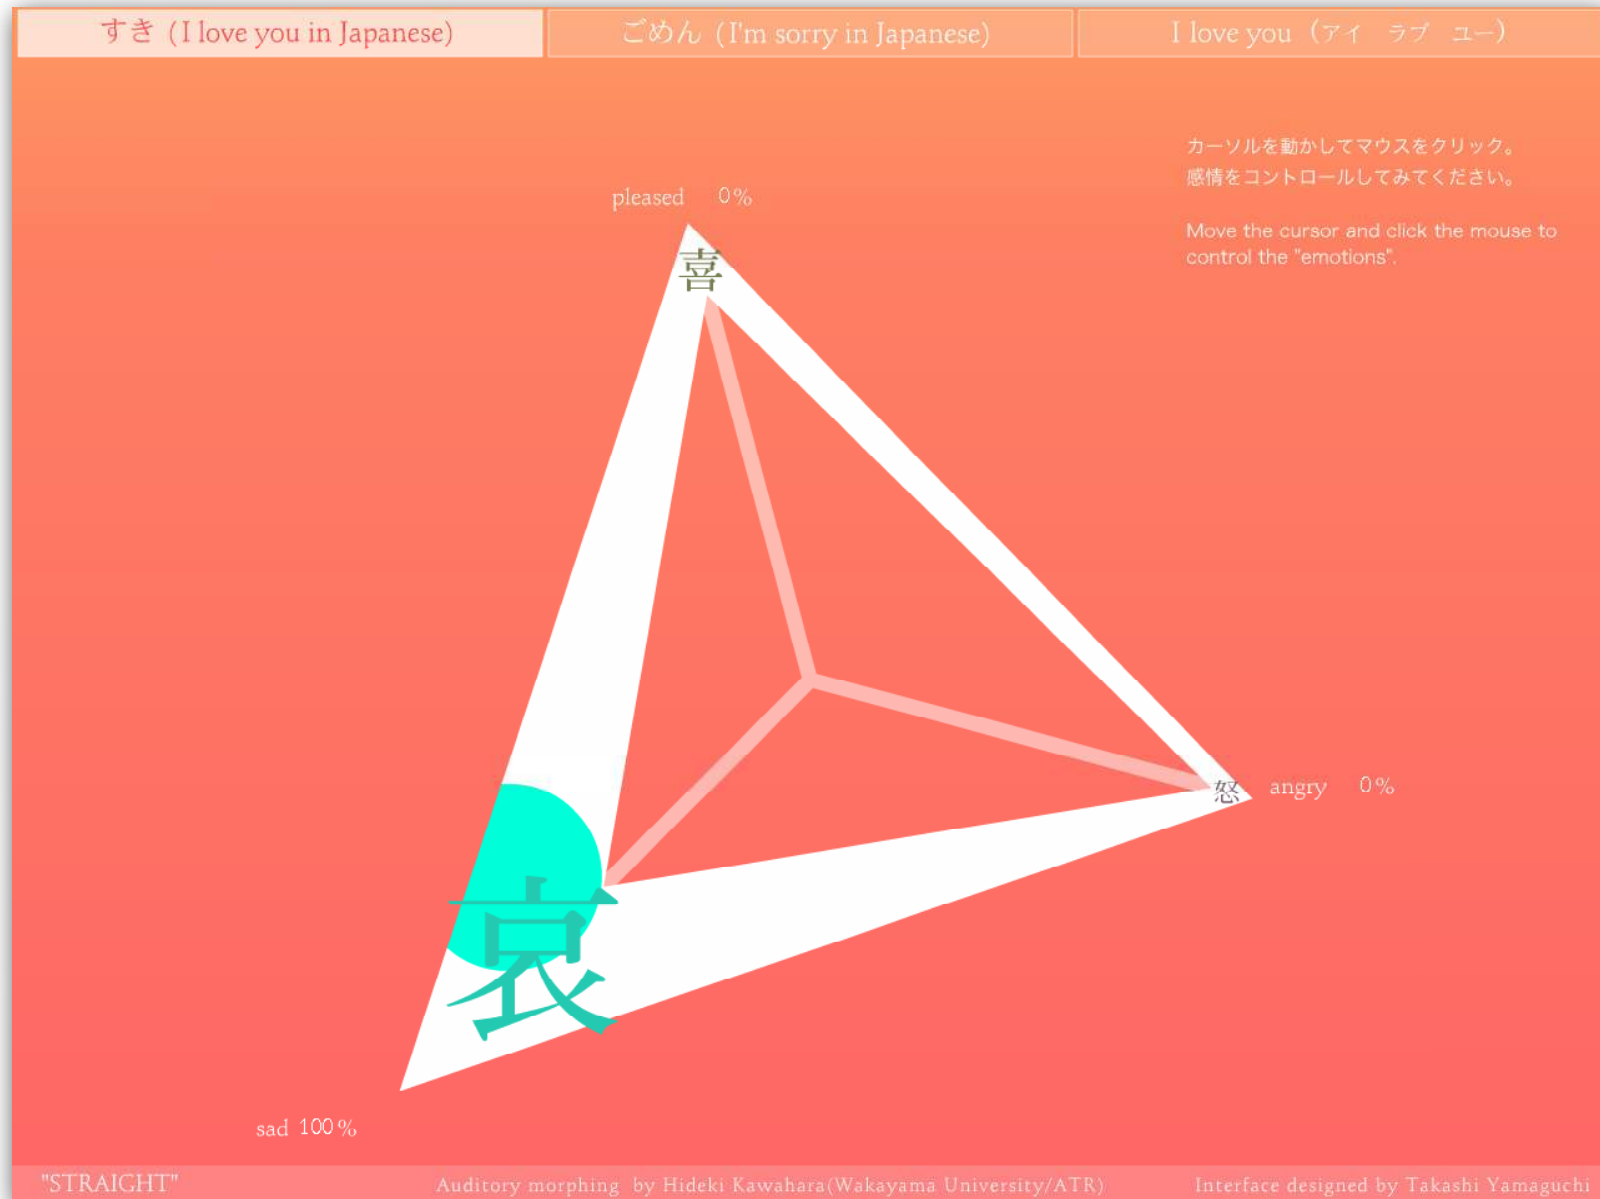 すき (I love you in Japanese)
ごめん (I'm sorry in Japanese)
I love you (アイ ラブ ユー)
カーソルを動かしてマウスをクリック。
感情をコントロールしてみてください。
Move the cursor and click the mouse to
control the "emotions".
pleased 0%
喜
怒 angry 0%
哀
sad 100%
"STRAIGHT"
Auditory morphing by Hideki Kawahara(Wakayama University/ATR)
Interface designed by Takashi Yamaguchi